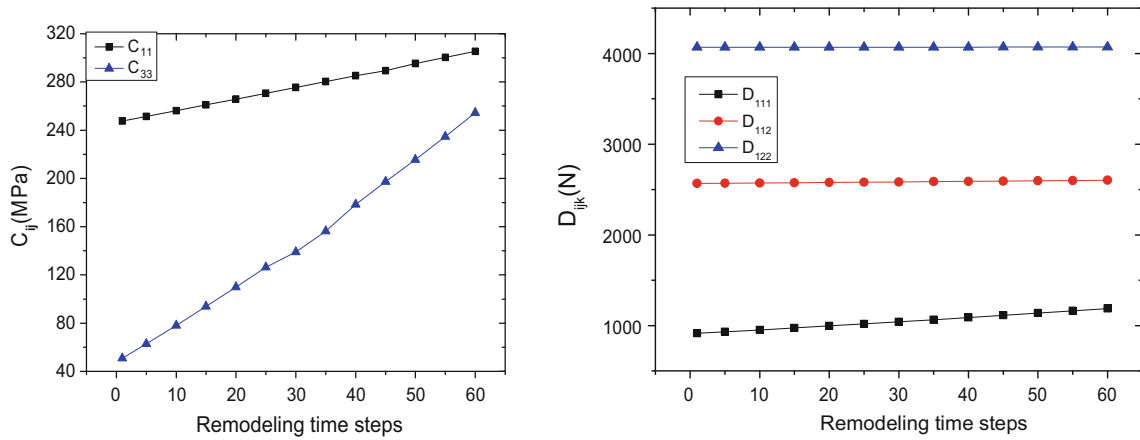 C11
C33
320
280
240
200
160
120
80
40
Cij(MPa)
0 10 20 30 40 50 60
Remodeling time steps
D111
D112
D122
4000
3000
2000
1000
Dijk(N)
0 10 20 30 40 50 60
Remodeling time steps